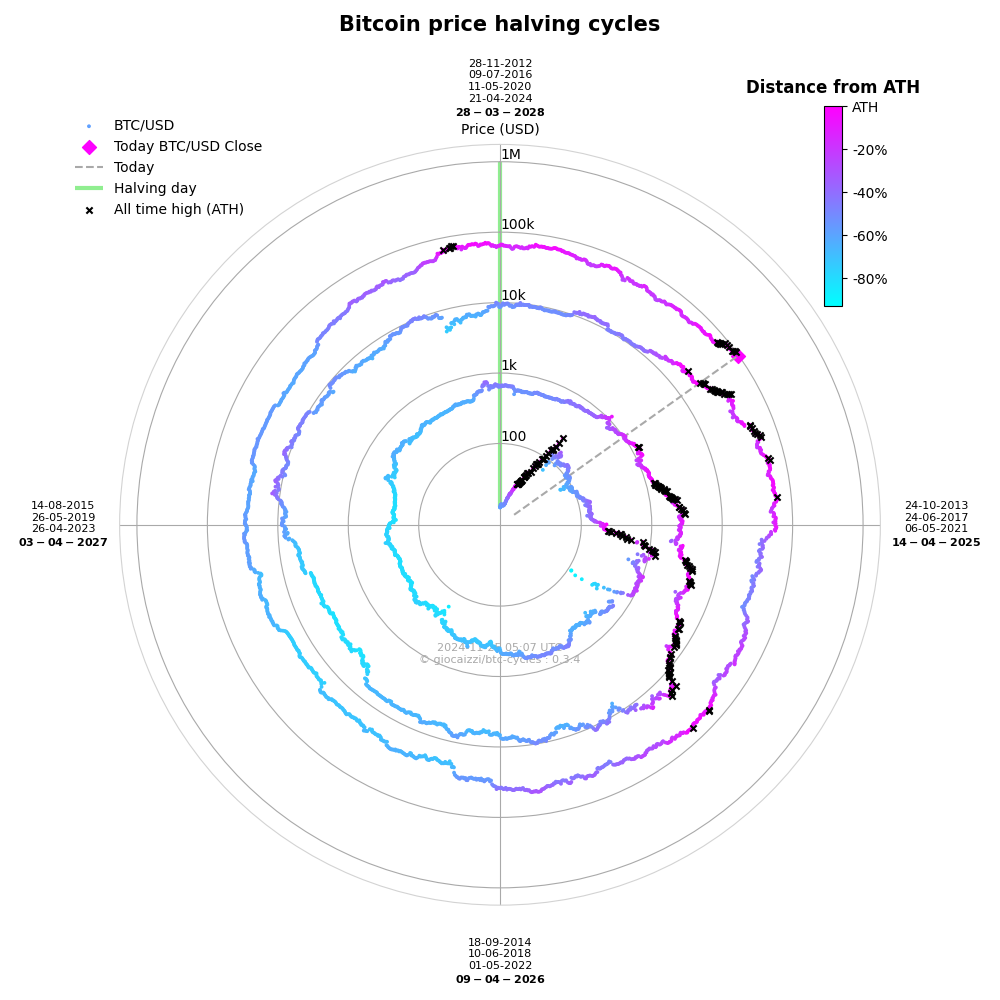 Bitcoin price halving cycles
28-11-2012
09-07-2016
11-05-2020
21-04-2024
28-03-2028
Price (USD)
BTC/USD
Today BTC/USD Close
Today
Halving day
All time high (ATH)
Distance from ATH
ATH
-20%
-40%
-60%
-80%
1M
100k
10k
1k
100
14-08-2015
26-05-2019
26-04-2023
03-04-2027
24-10-2013
24-06-2017
06-05-2021
14-04-2025
05:07
© giocaizzi/btc-cycles : 0.3.4
18-09-2014
10-06-2018
01-05-2022
09-04-2026